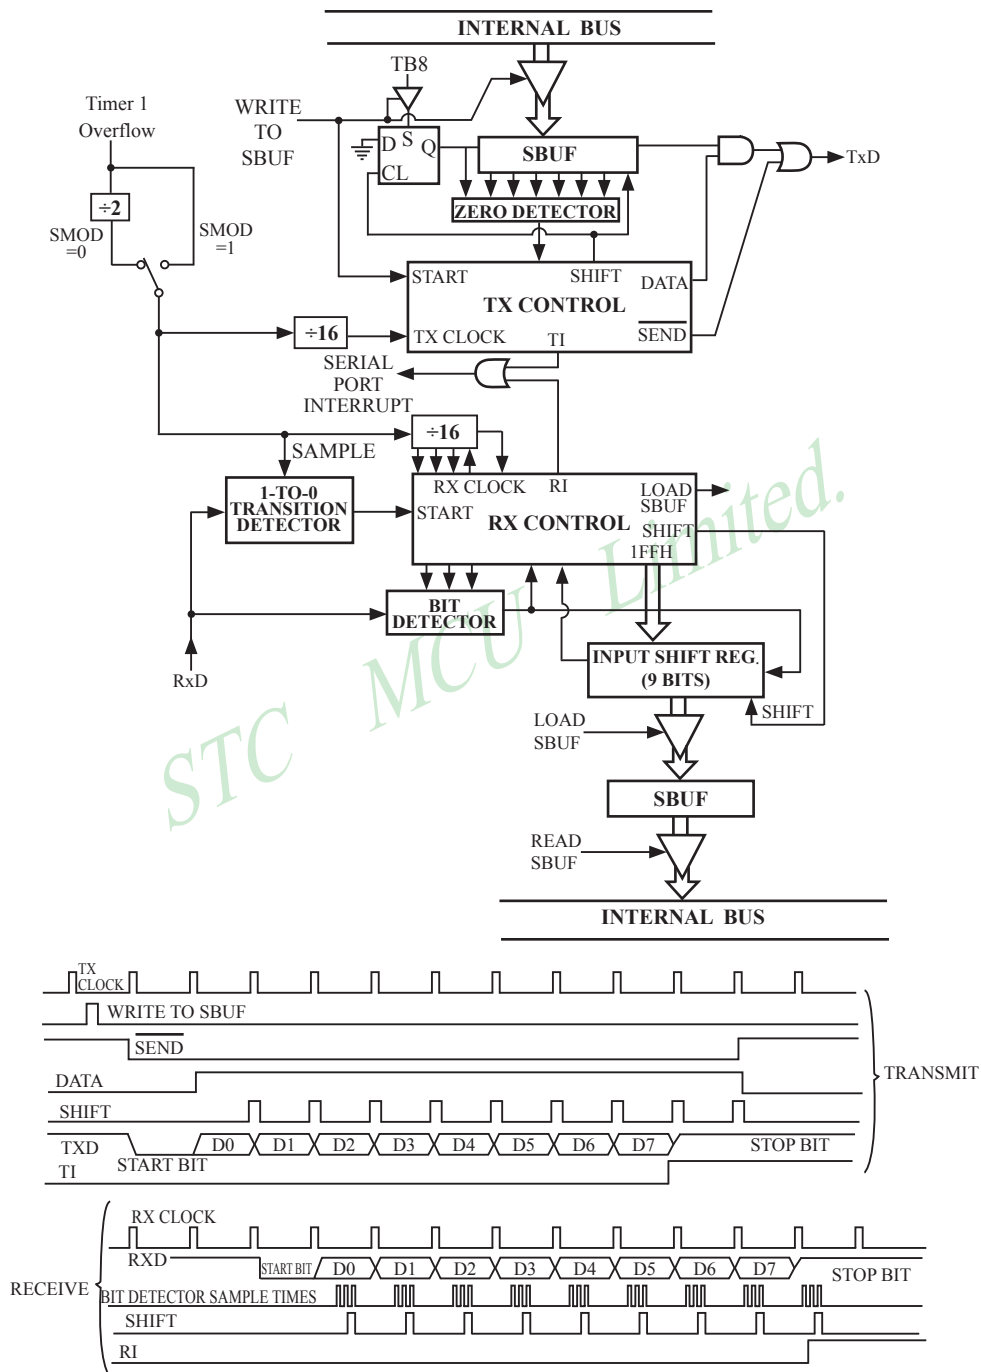 INTERNAL BUS
TB8
Timer 1
Overflow
WRITE
TO
SBUF
D S Q
CL
SBUF
TxD
÷2
ZERO DETECTOR
SMOD
=0
SMOD
=1
START
SHIFT
DATA
TX CONTROL
÷16
TX CLOCK
TI
SEND
SERIAL
PORT
INTERRUPT
÷16
SAMPLE
1-TO-0
TRANSITION
DETECTOR
RX CLOCK
RI
LOAD
SBUF
START
RX CONTROL
SHIFT
1FFH
BIT
DETECTOR
RxD
INPUT SHIFT REG.
(9 BITS)
SHIFT
LOAD
SBUF
SBUF
READ
SBUF
INTERNAL BUS
STC MCU Limited.
TX
CLOCK
WRITE TO SBUF
SEND
DATA
TRANSMIT
SHIFT
TXD
START BIT
D0 D1 D2 D3 D4 D5 D6 D7
STOP BIT
TI
RX CLOCK
RXD
START BIT
D0 D1 D2 D3 D4 D5 D6 D7
STOP BIT
RECEIVE
BIT DETECTOR SAMPLE TIMES
SHIFT
RI